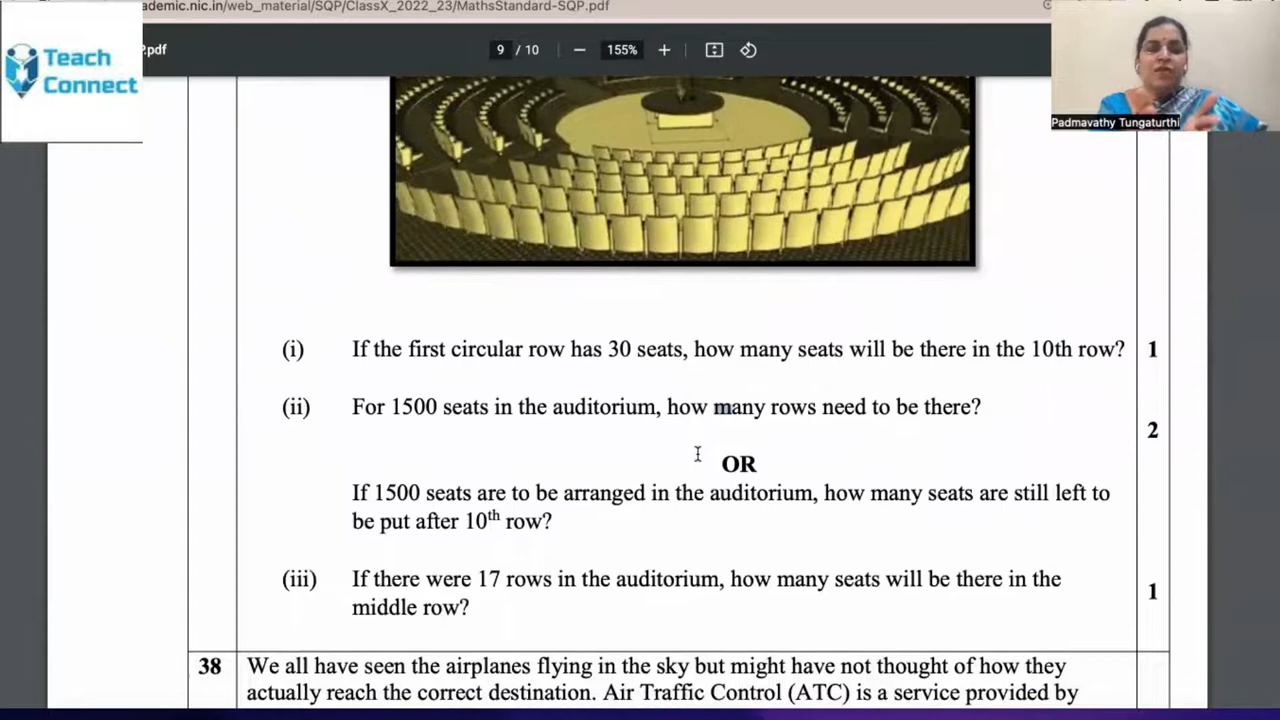 ademic.nic.in/web_material/SQP/ClassX_2022_23/MathsStandard-SQP.pdf
Teach
Connect
.pdf
9 / 10
155%
Padmavathy Tungaturthi
(i) If the first circular row has 30 seats, how many seats will be there in the 10th row? 1
(ii) For 1500 seats in the auditorium, how many rows need to be there?
2
OR
If 1500 seats are to be arranged in the auditorium, how many seats are still left to
be put after 10th row?
(iii) If there were 17 rows in the auditorium, how many seats will be there in the
1
middle row?
38 We all have seen the airplanes flying in the sky but might have not thought of how they
actually reach the correct destination. Air Traffic Control (ATC) is a service provided by